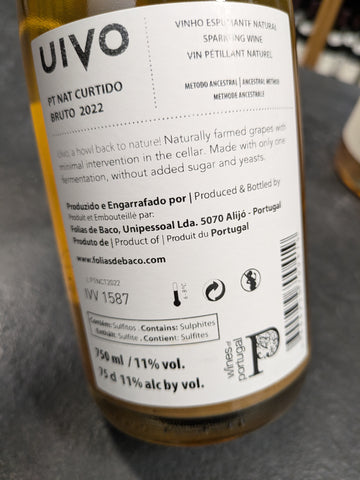 UIVO
PT NAT CURTIDO
BRUTO 2022
VINHO ESPUMANTE NATURAL
SPARKLING WINE
VIN PÉTILLANT NATUREL
METODO ANCESTRAL | ANCESTRAL METHOD
MÉTHODE ANCESTRALE
Uivo, a howl back to nature! Naturally farmed grapes with
minimal intervention in the cellar. Made with only one
fermentation, without added sugar and yeasts.
Produzido e Engarrafado por | Produced & Bottled by
Produit et Embouteillé par:
Folias de Baco, Unipessoal Lda. 5070 Alijó - Portugal
Produto de | Product of | Produit du Portugal
www.foliasdebaco.com
IVV 1587
Contém: Sulfitos . Contains: Sulphites
Enthält: Sulfite . Contient: Sulfites
750 ml / 11% vol.
75 cl 11% alc by vol.
wines of
portugal